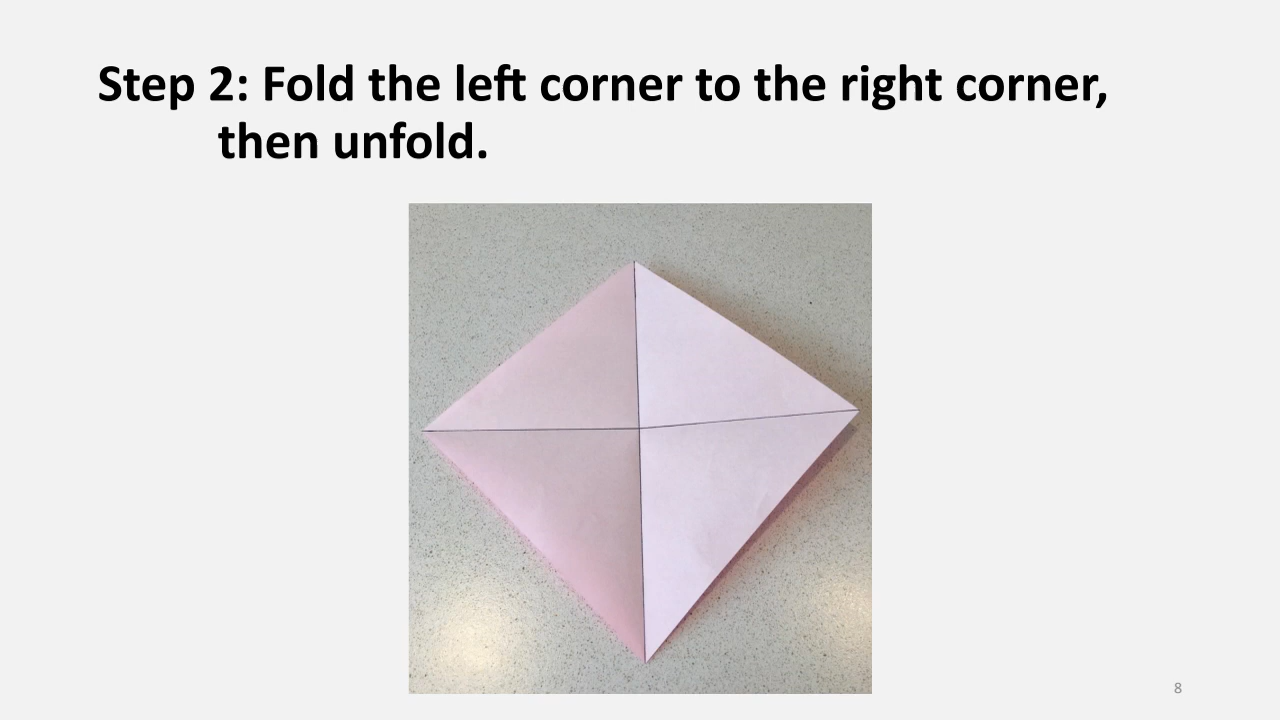 Step 2: Fold the left corner to the right corner,
then unfold.
8